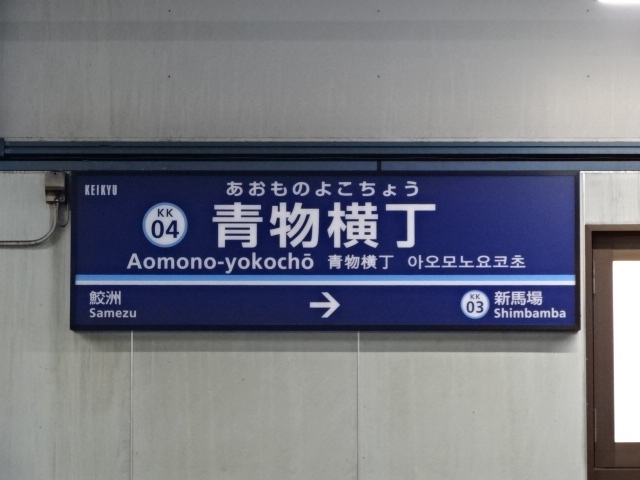 KEIKYU
あおものよこちょう
KK
04
青物横丁
Aomono-yokochō 青物横丁 아오모노요코초
鮫洲
Samezu
→
KK
03
新馬場
Shimbamba